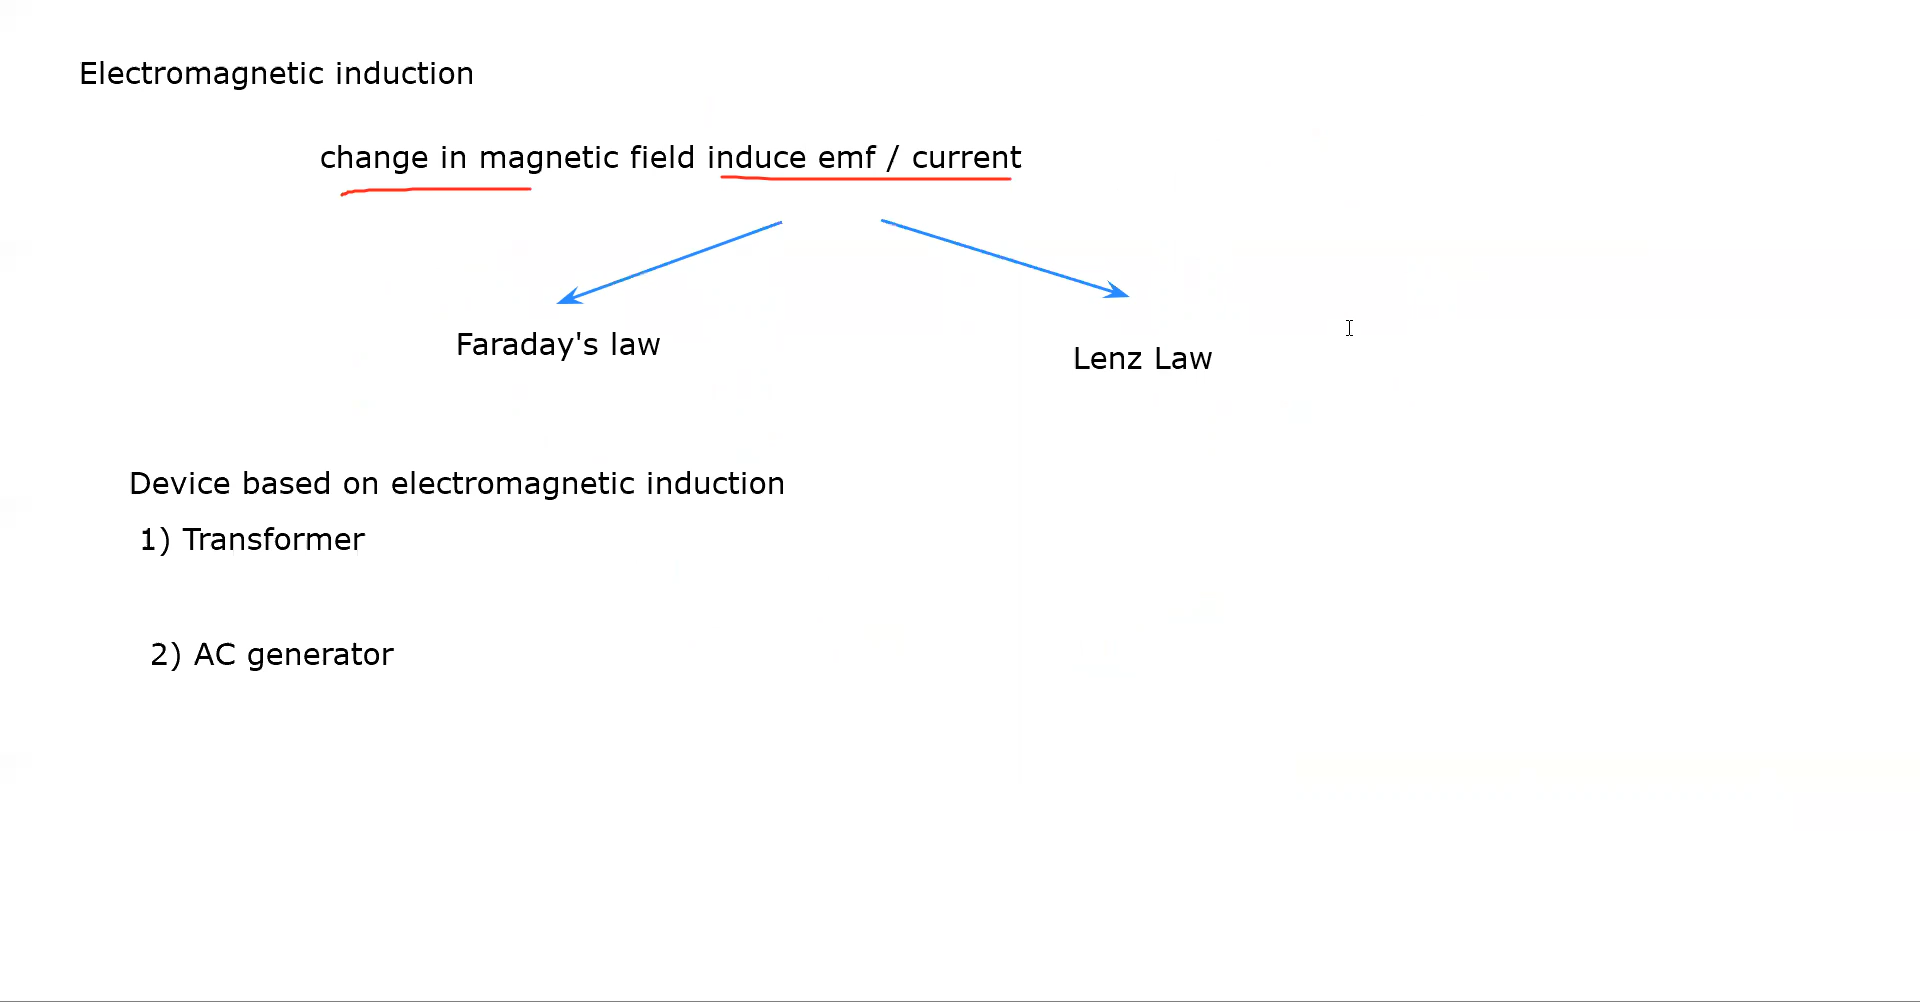 Electromagnetic induction
change in magnetic field induce emf / current
Faraday's law
Lenz Law
Device based on electromagnetic induction
1) Transformer
2) AC generator